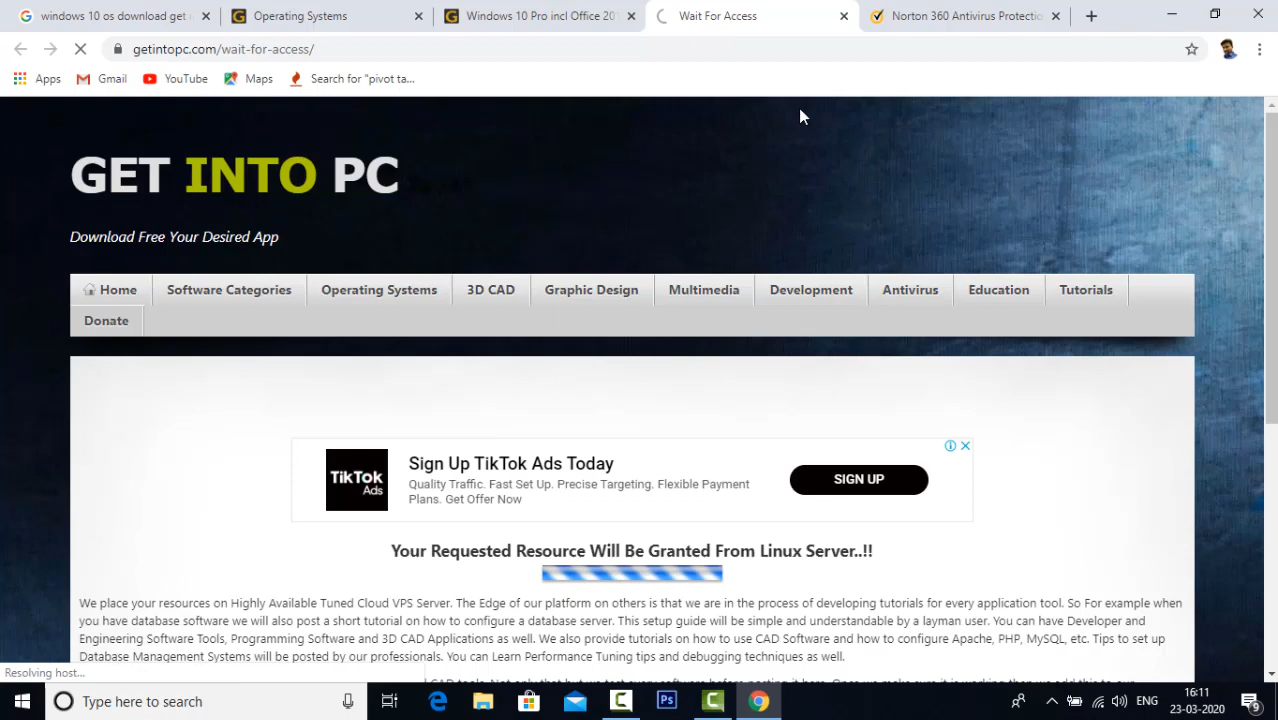 windows 10 os download get
Operating Systems
Windows 10 Pro incl Office 201
Wait For Access
Norton 360 Antivirus Protectio
getintopc.com/wait-for-access/
Apps
Gmail
YouTube
Maps
Search for "pivot ta...
GET INTO PC
Download Free Your Desired App
Home
Software Categories
Operating Systems
3D CAD
Graphic Design
Multimedia
Development
Antivirus
Education
Tutorials
Donate
TikTok
Ads
Sign Up TikTok Ads Today
Quality Traffic. Fast Set Up. Precise Targeting. Flexible Payment
Plans. Get Offer Now
SIGN UP
Your Requested Resource Will Be Granted From Linux Server..!!
We place your resources on Highly Available Tuned Cloud VPS Server. The Edge of our platform on others is that we are in the process of developing tutorials for every application tool. So For example when
you have database software we will also post a short tutorial on how to configure a database server. This setup guide will be simple and understandable by a layman user. You can have Developer and
Engineering Software Tools, Programming Software and 3D CAD Applications as well. We also provide tutorials on how to use CAD Software and how to configure Apache, PHP, MySQL, etc. Tips to set up
Database Management Systems will be posted by our professionals. You can Learn Performance Tuning tips and debugging techniques as well.
Resolving host...
Type here to search
Ps
ENG
16:11
23-03-2020
9